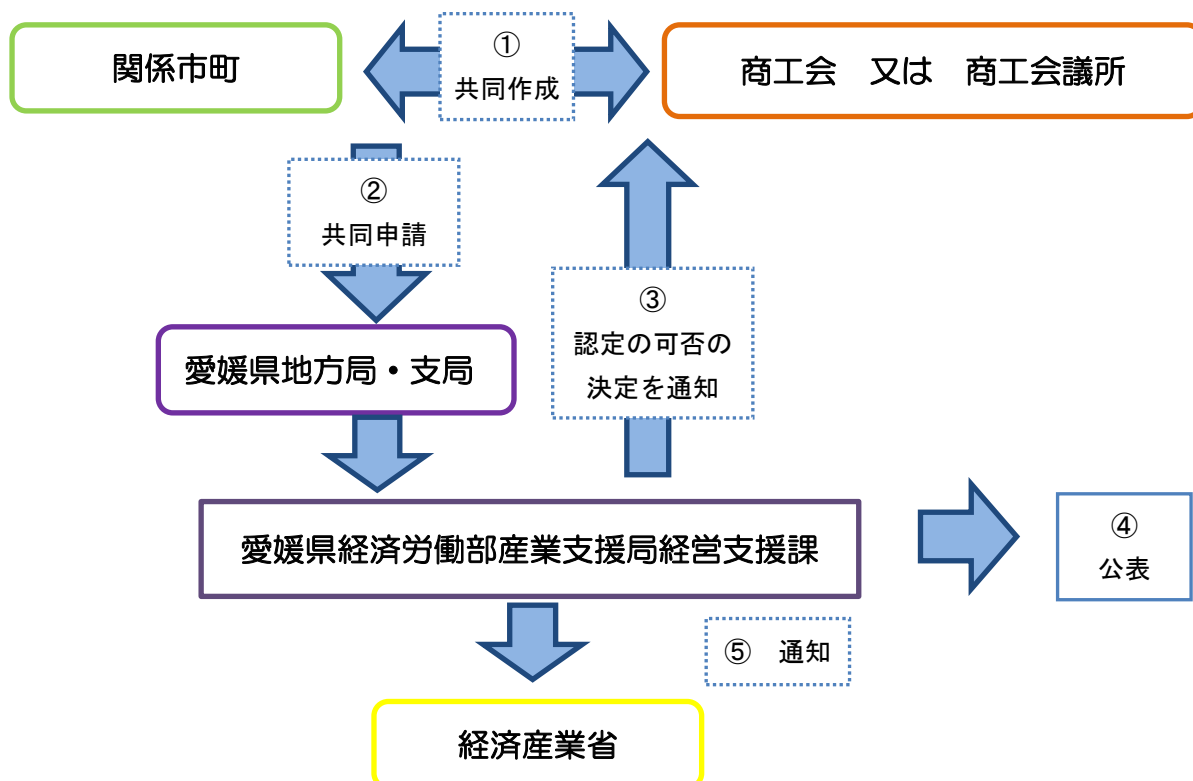 関係市町
①
共同作成
商工会　又は　商工会議所
②
共同申請
③
認定の可否の
決定を通知
愛媛県地方局・支局
愛媛県経済労働部産業支援局経営支援課
④
公表
⑤　通知
経済産業省